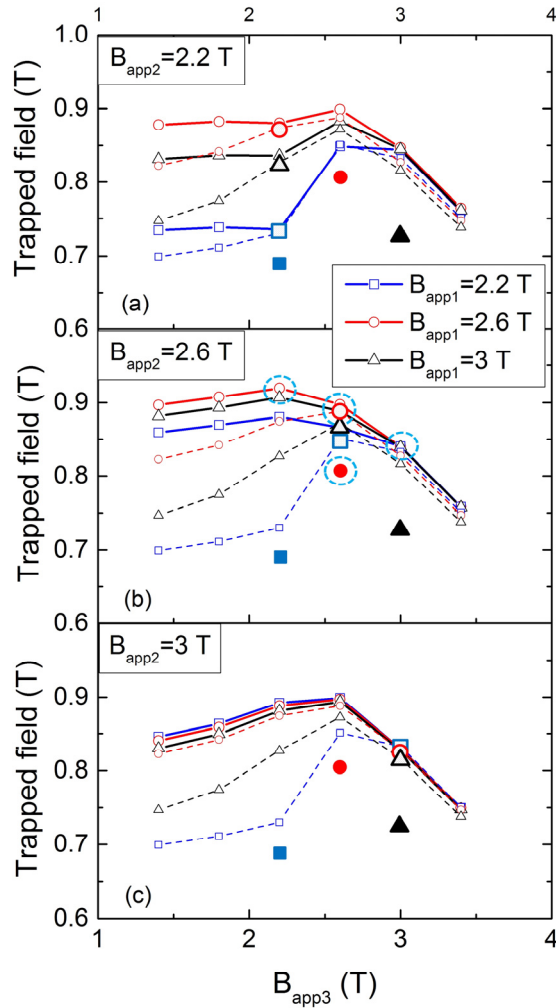 1 2 3 4
1.0
B_app2=2.2 T
0.9
0.8
0.7
0.6
Trapped field (T)
(a)
B_app1=2.2 T
B_app1=2.6 T
B_app1=3 T
B_app2=2.6 T
0.9
0.8
0.7
0.6
Trapped field (T)
(b)
B_app2=3 T
0.9
0.8
0.7
0.6
Trapped field (T)
(c)
1 2 3 4
B_app3 (T)